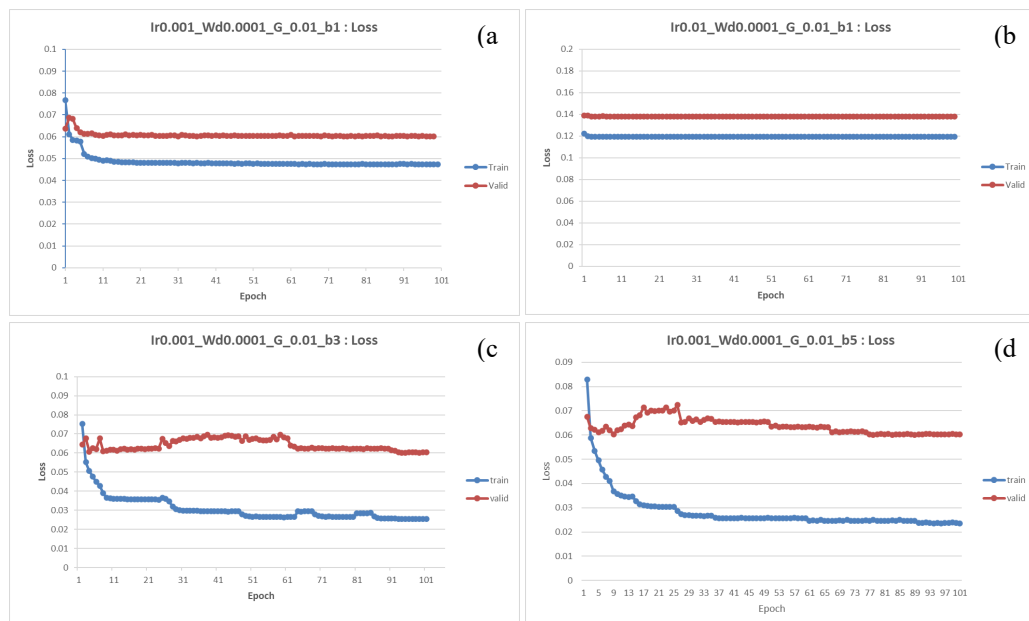 Ir0.001_Wd0.0001_G_0.01_b1 : Loss
(a
0.1
0.09
0.08
0.07
0.06
0.05
0.04
0.03
0.02
0.01
0
Loss
1 11 21 31 41 51 61 71 81 91 101
Epoch
Train
Valid
Ir0.01_Wd0.0001_G_0.01_b1 : Loss
(b
0.2
0.18
0.16
0.14
0.12
0.1
0.08
0.06
0.04
0.02
0
Loss
1 11 21 31 41 51 61 71 81 91 101
Epoch
Train
Valid
Ir0.001_Wd0.0001_G_0.01_b3 : Loss
(c
0.1
0.09
0.08
0.07
0.06
0.05
0.04
0.03
0.02
0.01
0
Loss
1 11 21 31 41 51 61 71 81 91 101
Epoch
train
valid
Ir0.001_Wd0.0001_G_0.01_b5 : Loss
(d
0.09
0.08
0.07
0.06
0.05
0.04
0.03
0.02
0.01
0
Loss
1 5 9 13 17 21 25 29 33 37 41 45 49 53 57 61 65 69 73 77 81 85 89 93 97 101
Epoch
train
valid